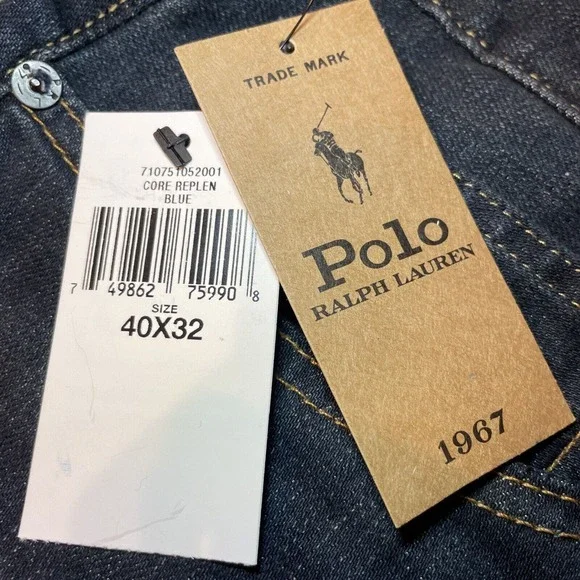 710751052001
CORE REPLEN
BLUE
7 49862 75990 8
SIZE
40X32
TRADE MARK
Polo
RALPH LAUREN
1967